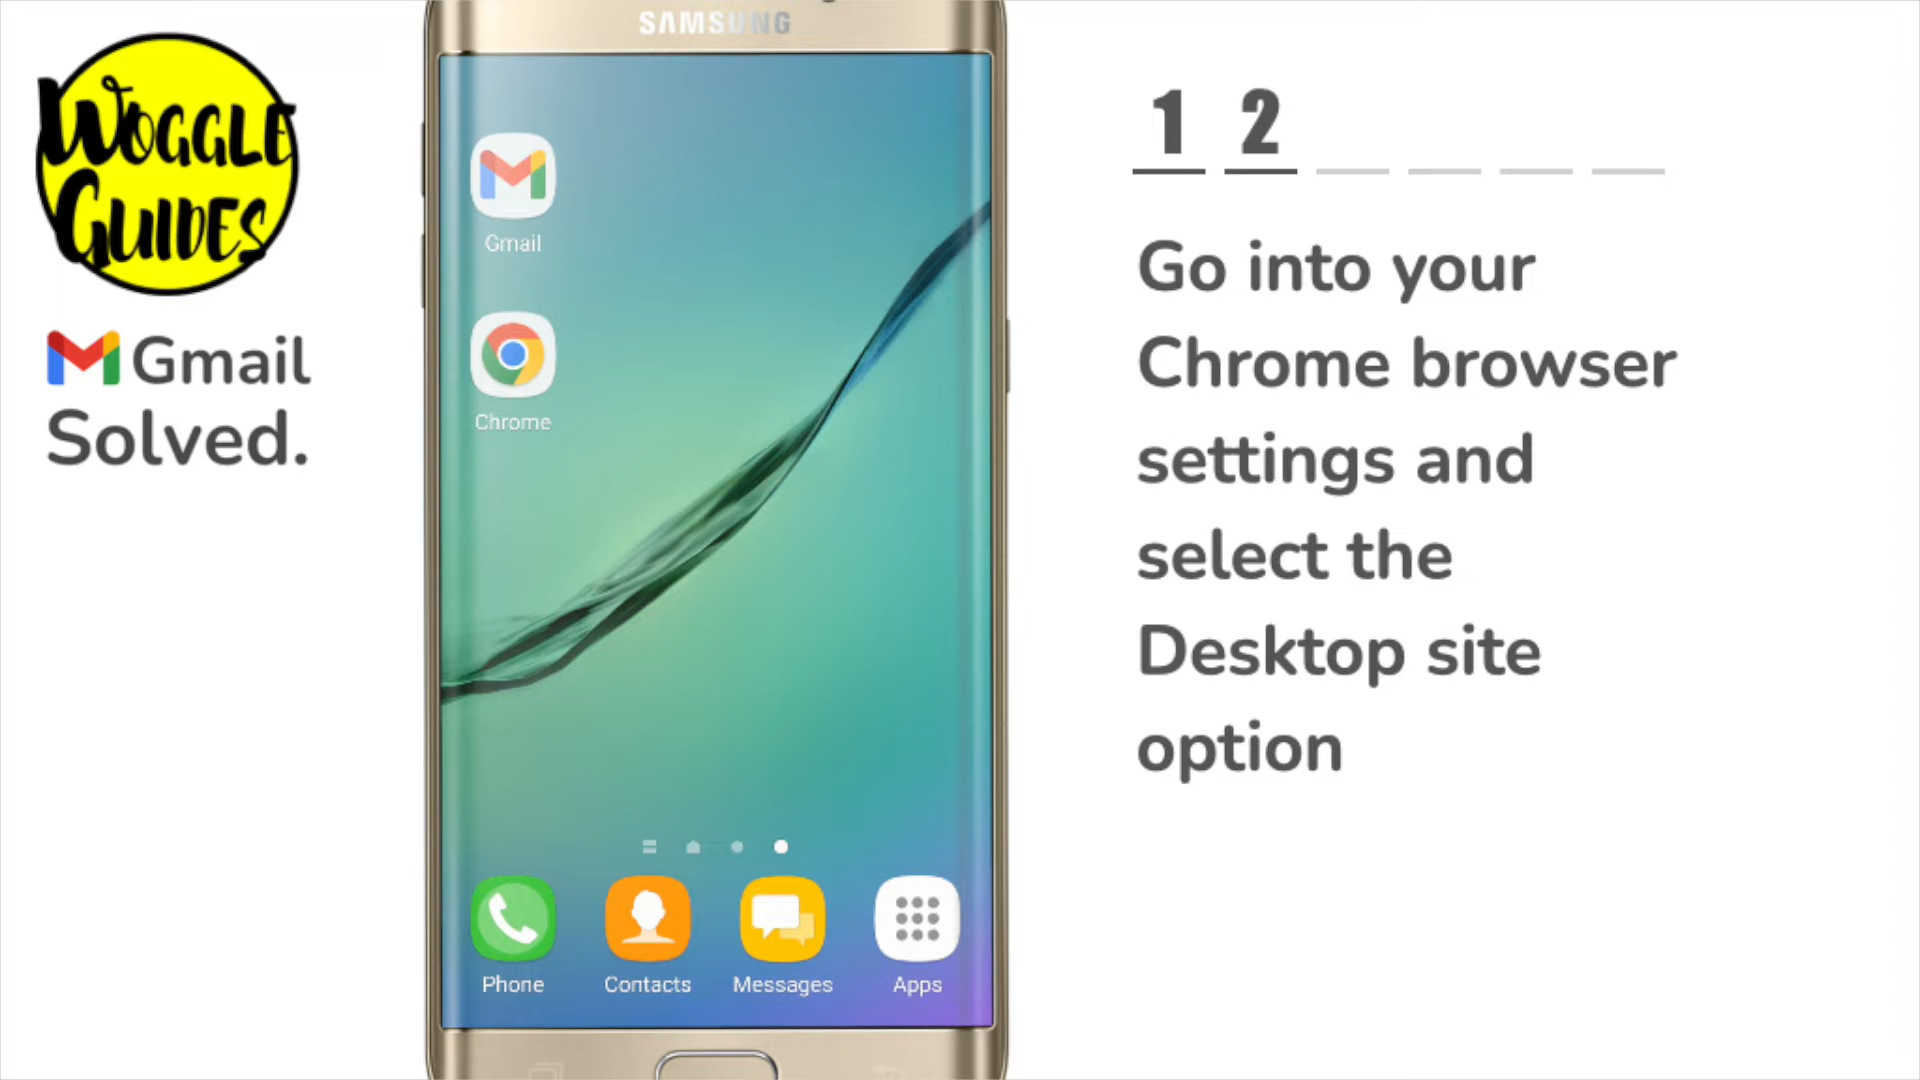 WOGGLE
GUIDES
Gmail
Solved.
SAMSUNG
Gmail
Chrome
Phone
Contacts
Messages
Apps
1 2
Go into your
Chrome browser
settings and
select the
Desktop site
option